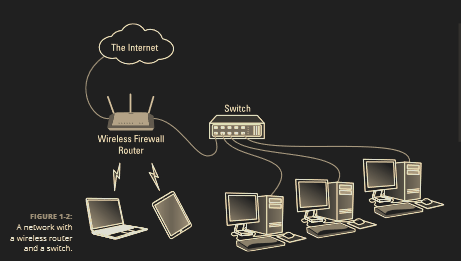 The Internet
Switch
Wireless Firewall
Router
FIGURE 1-2:
A network with
a wireless router
and a switch.